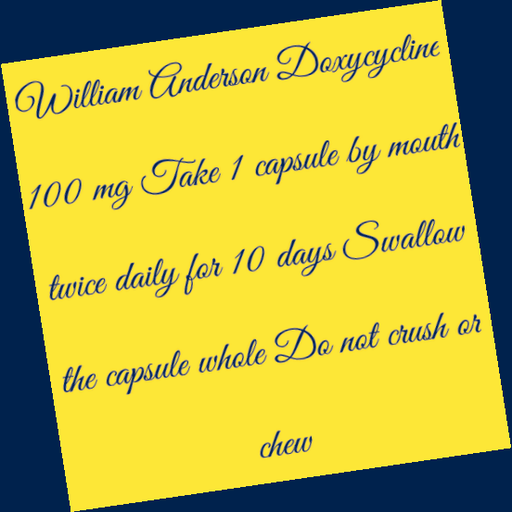 William Anderson Doxycycline
100 mg Take 1 capsule by mouth
twice daily for 10 days Swallow
the capsule whole Do not crush or
chew